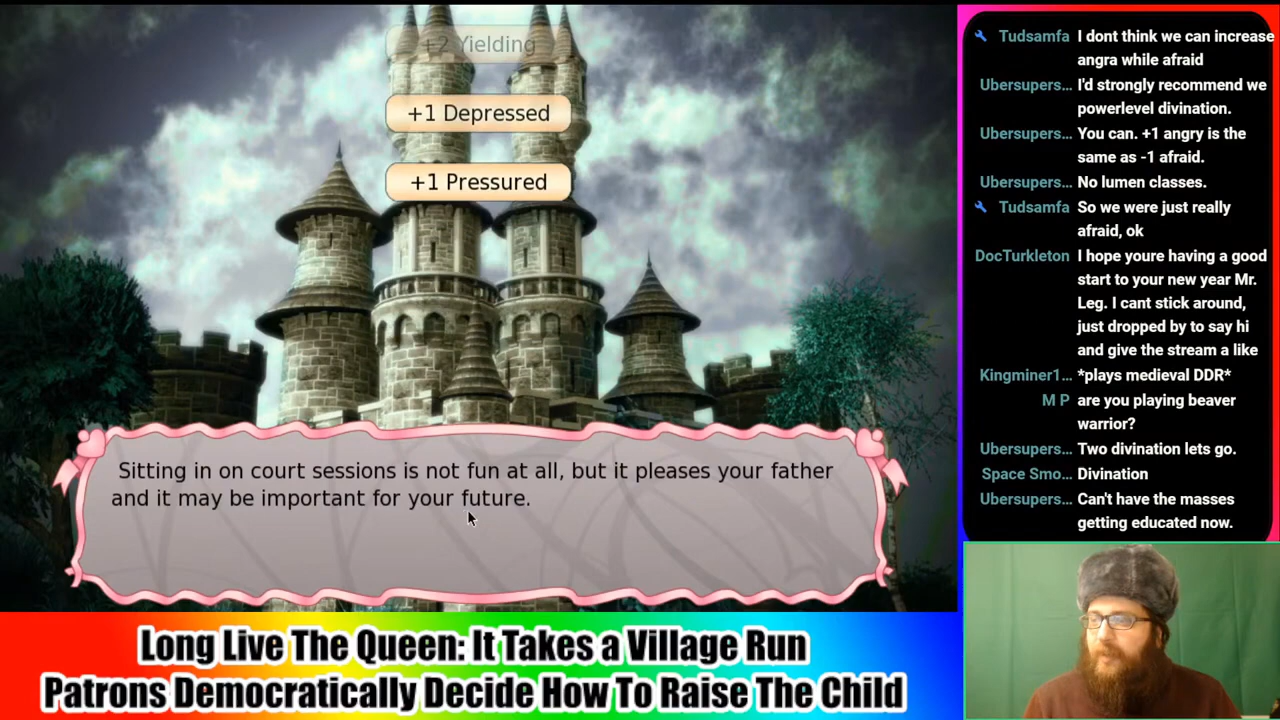 +2 Yielding
+1 Depressed
+1 Pressured
Sitting in on court sessions is not fun at all, but it pleases your father
and it may be important for your future.
Long Live The Queen: It Takes a Village Run
Patrons Democratically Decide How To Raise The Child
Tudsamfa I dont think we can increase
angra while afraid
Ubersupers... I'd strongly recommend we
powerlevel divination.
Ubersupers... You can. +1 angry is the
same as -1 afraid.
Ubersupers... No lumen classes.
Tudsamfa So we were just really
afraid, ok
DocTurkleton I hope youre having a good
start to your new year Mr.
Leg. I cant stick around,
just dropped by to say hi
and give the stream a like
Kingminer1... *plays medieval DDR*
M P are you playing beaver
warrior?
Ubersupers... Two divination lets go.
Space Smo... Divination
Ubersupers... Can't have the masses
getting educated now.